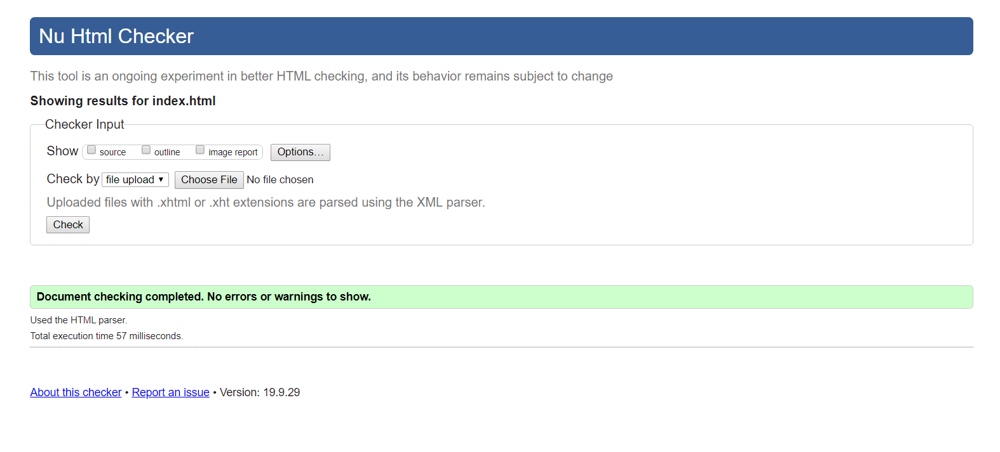 Nu Html Checker
This tool is an ongoing experiment in better HTML checking, and its behavior remains subject to change
Showing results for index.html
Checker Input
Show source outline image report Options...
Check by file upload Choose File No file chosen
Uploaded files with .xhtml or .xht extensions are parsed using the XML parser.
Check
Document checking completed. No errors or warnings to show.
Used the HTML parser.
Total execution time 57 milliseconds.
About this checker • Report an issue • Version: 19.9.29